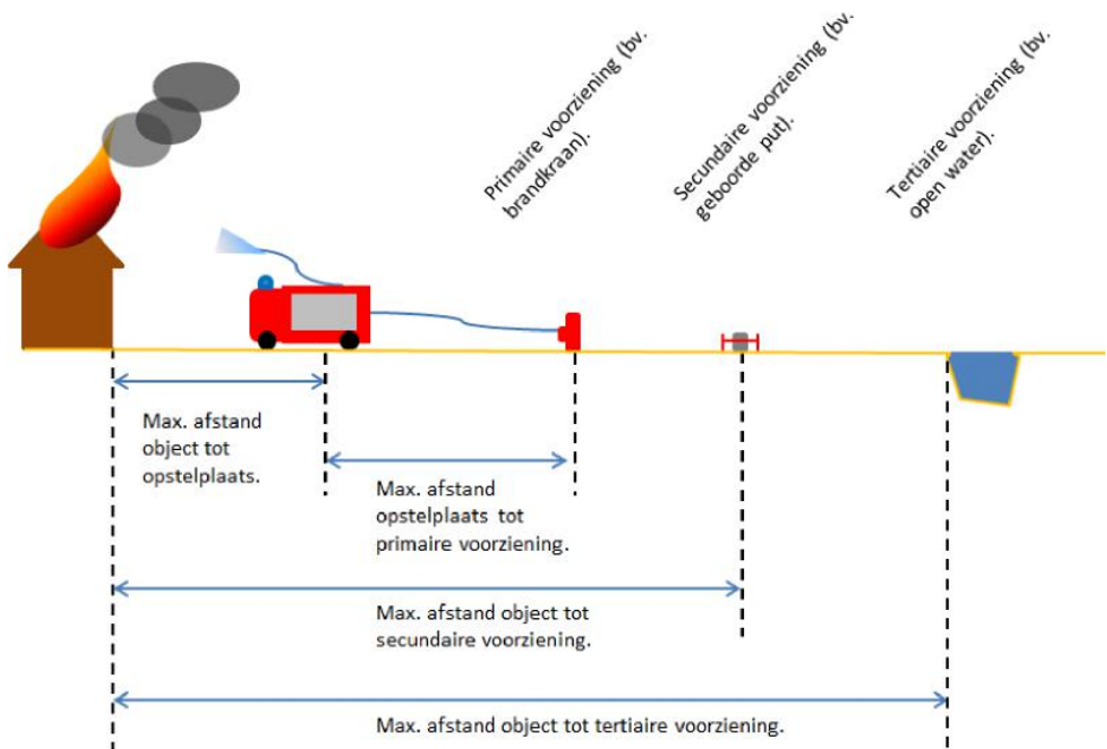 Primaire voorziening (bv.
brandkraan).
Secundaire voorziening (bv.
geboorde put).
Tertiaire voorziening (bv.
open water).
Max. afstand
object tot
opstelplaats.
Max. afstand
opstelplaats tot
primaire voorziening.
Max. afstand object tot
secundaire voorziening.
Max. afstand object tot tertiaire voorziening.